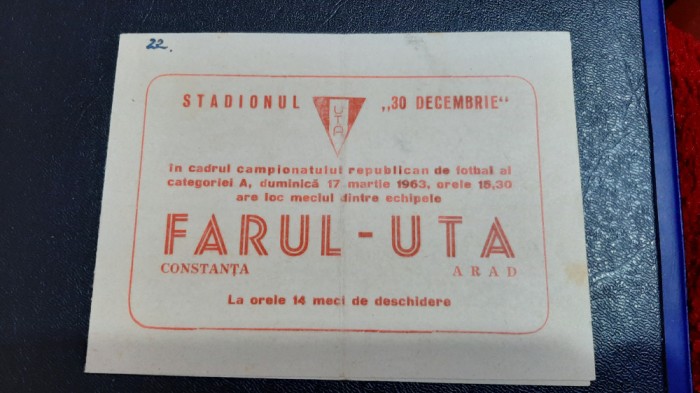 22.
STADIONUL „30 DECEMBRIE“
UTA
în cadrul campionatului republican de fotbal al
categoriei A, duminică 17 martie 1963, orele 15,30
are loc meciul dintre echipele
FARUL - UTA
CONSTANȚA ARAD
La orele 14 meci de deschidere